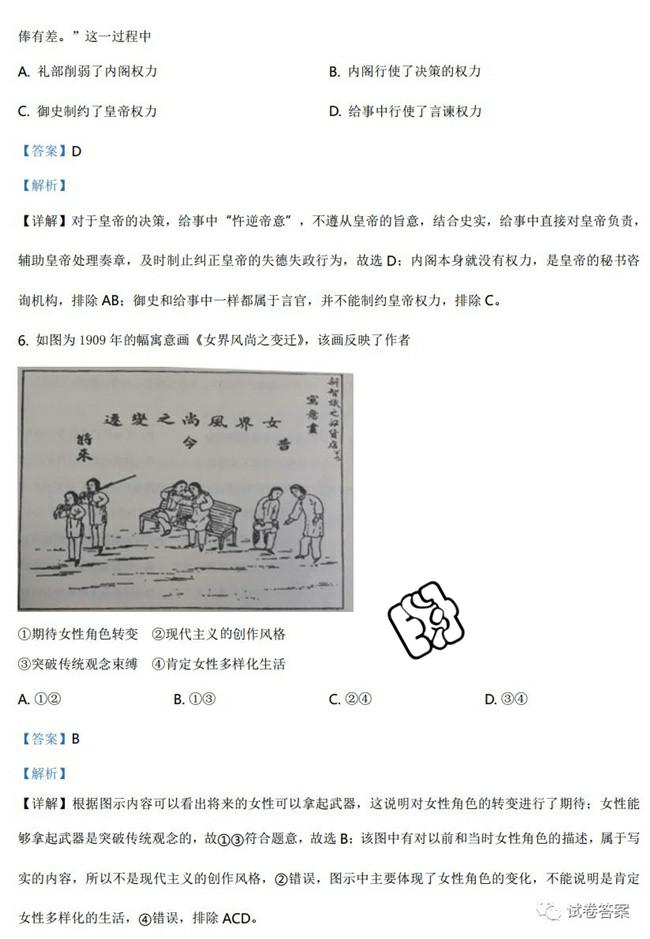 俸有差。”这一过程中
A. 礼部削弱了内阁权力 B. 内阁行使了决策的权力
C. 御史制约了皇帝权力 D. 给事中行使了言谏权力
【答案】D
【解析】
【详解】对于皇帝的决策，给事中“忤逆帝意”，不遵从皇帝的旨意，结合史实，给事中直接对皇帝负责，
辅助皇帝处理奏章，及时制止纠正皇帝的失德失政行为，故选 D；内阁本身就没有权力，是皇帝的秘书咨
询机构，排除 AB；御史和给事中一样都属于言官，并不能制约皇帝权力，排除 C。
6. 如图为 1909 年的幅寓意画《女界风尚之变迁》，该画反映了作者
寓意畫
女界風尚之變遷
昔
今
將來
①期待女性角色转变 ②现代主义的创作风格
③突破传统观念束缚 ④肯定女性多样化生活
A. ①② B. ①③ C. ②④ D. ③④
【答案】B
【解析】
【详解】根据图示内容可以看出将来的女性可以拿起武器，这说明对女性角色的转变进行了期待；女性能
够拿起武器是突破传统观念的，故①③符合题意，故选 B；该图中有对以前和当时女性角色的描述，属于写
实的内容，所以不是现代主义的创作风格，②错误，图示中主要体现了女性角色的变化，不能说明是肯定
女性多样化的生活，④错误，排除 ACD。
试卷答案